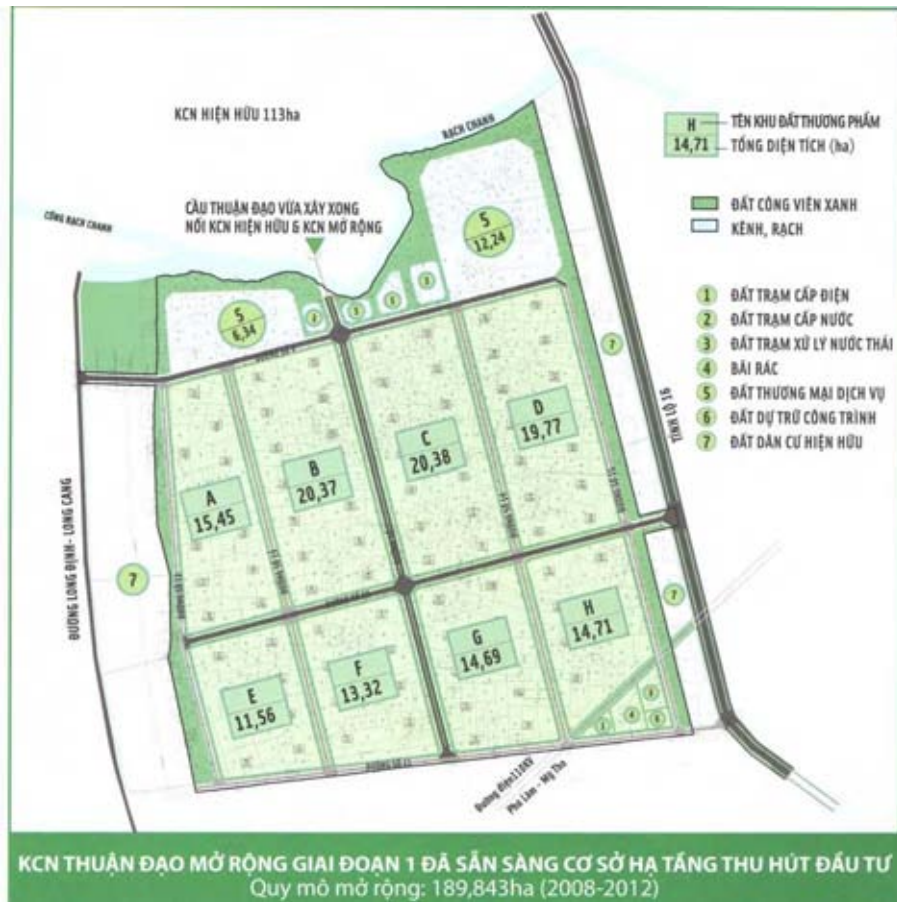 KCN HIỆN HỮU 113ha
RẠCH CHANH
CỐNG RẠCH CHANH
CẦU THUẬN ĐẠO VỪA XÂY XONG
NỐI KCN HIỆN HỮU & KCN MỞ RỘNG
H
14,71
TÊN KHU ĐẤT THƯƠNG PHẨM
TỔNG DIỆN TÍCH (ha)
ĐẤT CÔNG VIÊN XANH
KÊNH, RẠCH
1 ĐẤT TRẠM CẤP ĐIỆN
2 ĐẤT TRẠM CẤP NƯỚC
3 ĐẤT TRẠM XỬ LÝ NƯỚC THẢI
4 BÃI RÁC
5 ĐẤT THƯƠNG MẠI DỊCH VỤ
6 ĐẤT DỰ TRỮ CÔNG TRÌNH
7 ĐẤT DÂN CƯ HIỆN HỮU
5
12,24
5
6,34
7
TỈNH LỘ 16
A
15,45
B
20,37
C
20,38
D
19,77
ĐƯỜNG LONG ĐỊNH - LONG CANG
7
7
E
11,56
F
13,32
G
14,69
H
14,71
Đường điện 110KV
Phú Lâm - Mỹ Tho
KCN THUẬN ĐẠO MỞ RỘNG GIAI ĐOẠN 1 ĐÃ SẴN SÀNG CƠ SỞ HẠ TẦNG THU HÚT ĐẦU TƯ
Quy mô mở rộng: 189,843ha (2008-2012)